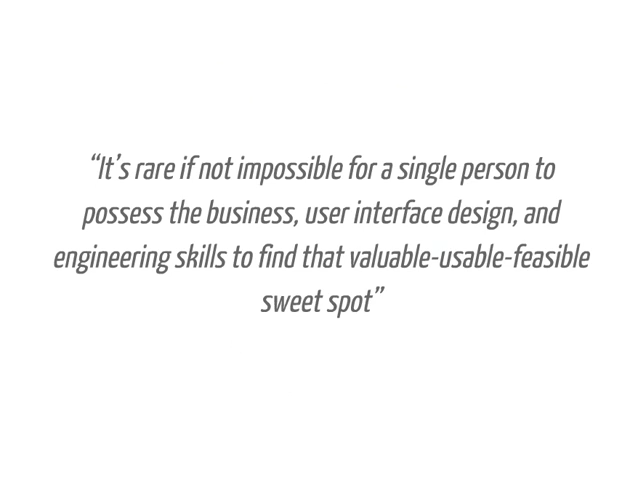 “It’s rare if not impossible for a single person to
possess the business, user interface design, and
engineering skills to find that valuable-usable-feasible
sweet spot”